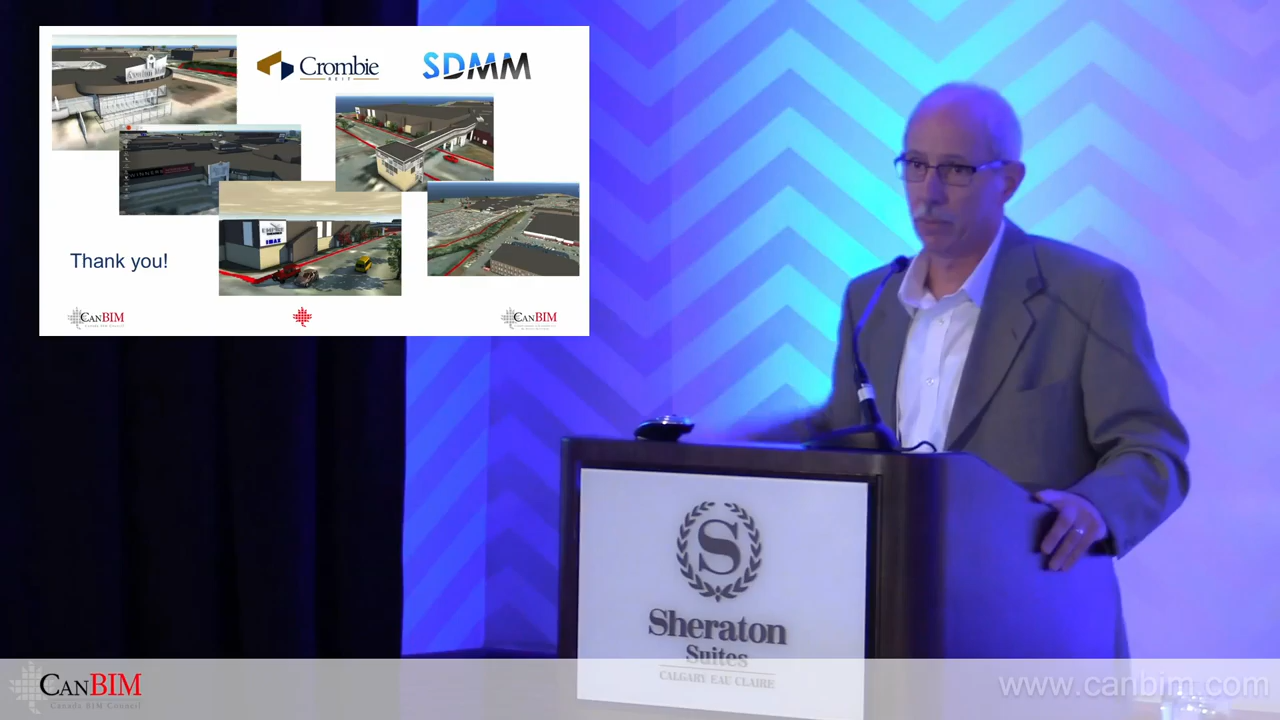 Crombie
REIT
SDMM
WINNERS
IMAX
Thank you!
CANBIM
CANBIM
S
Sheraton
Suites
CALGARY EAU CLAIRE
CANBIM
Canada BIM Council
www.canbim.com